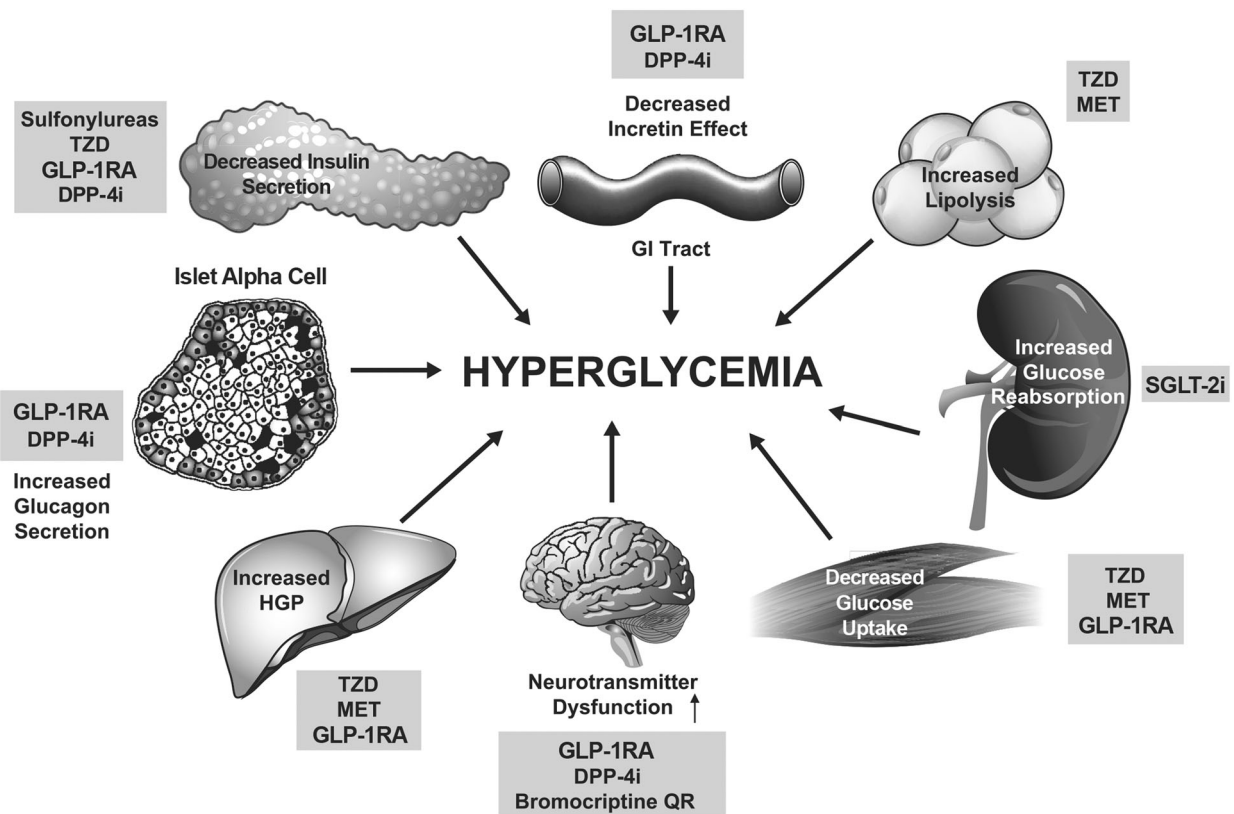 GLP-1RA
DPP-4i
Decreased
Incretin Effect
GI Tract
TZD
MET
Increased
Lipolysis
Sulfonylureas
TZD
GLP-1RA
DPP-4i
Decreased Insulin
Secretion
Islet Alpha Cell
HYPERGLYCEMIA
Increased
Glucose
Reabsorption
SGLT-2i
GLP-1RA
DPP-4i
Increased
Glucagon
Secretion
Increased
HGP
TZD
MET
GLP-1RA
Neurotransmitter
Dysfunction ↑
GLP-1RA
DPP-4i
Bromocriptine QR
Decreased
Glucose
Uptake
TZD
MET
GLP-1RA